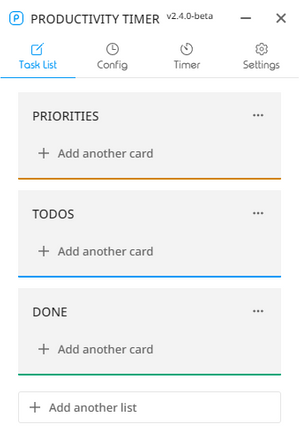 PRODUCTIVITY TIMER v2.4.0-beta
Task List Config Timer Settings
PRIORITIES
Add another card
TODOS
Add another card
DONE
Add another card
Add another list